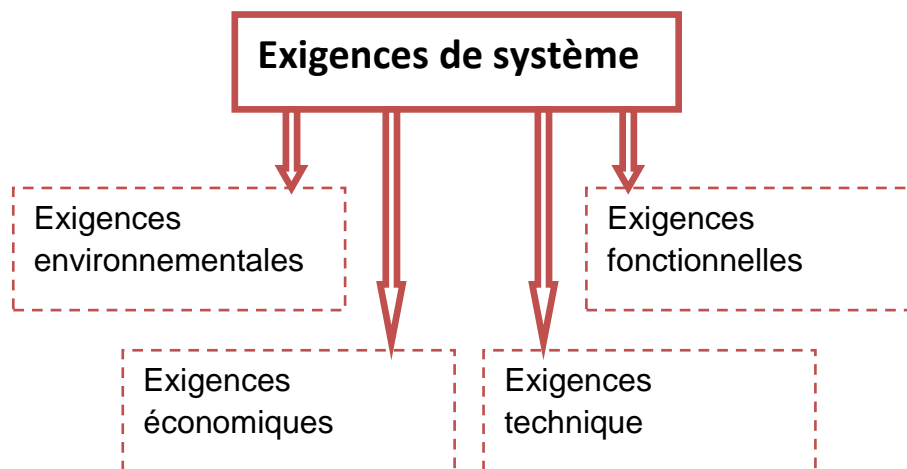 Exigences de système
Exigences
environnementales
Exigences
fonctionnelles
Exigences
économiques
Exigences
technique